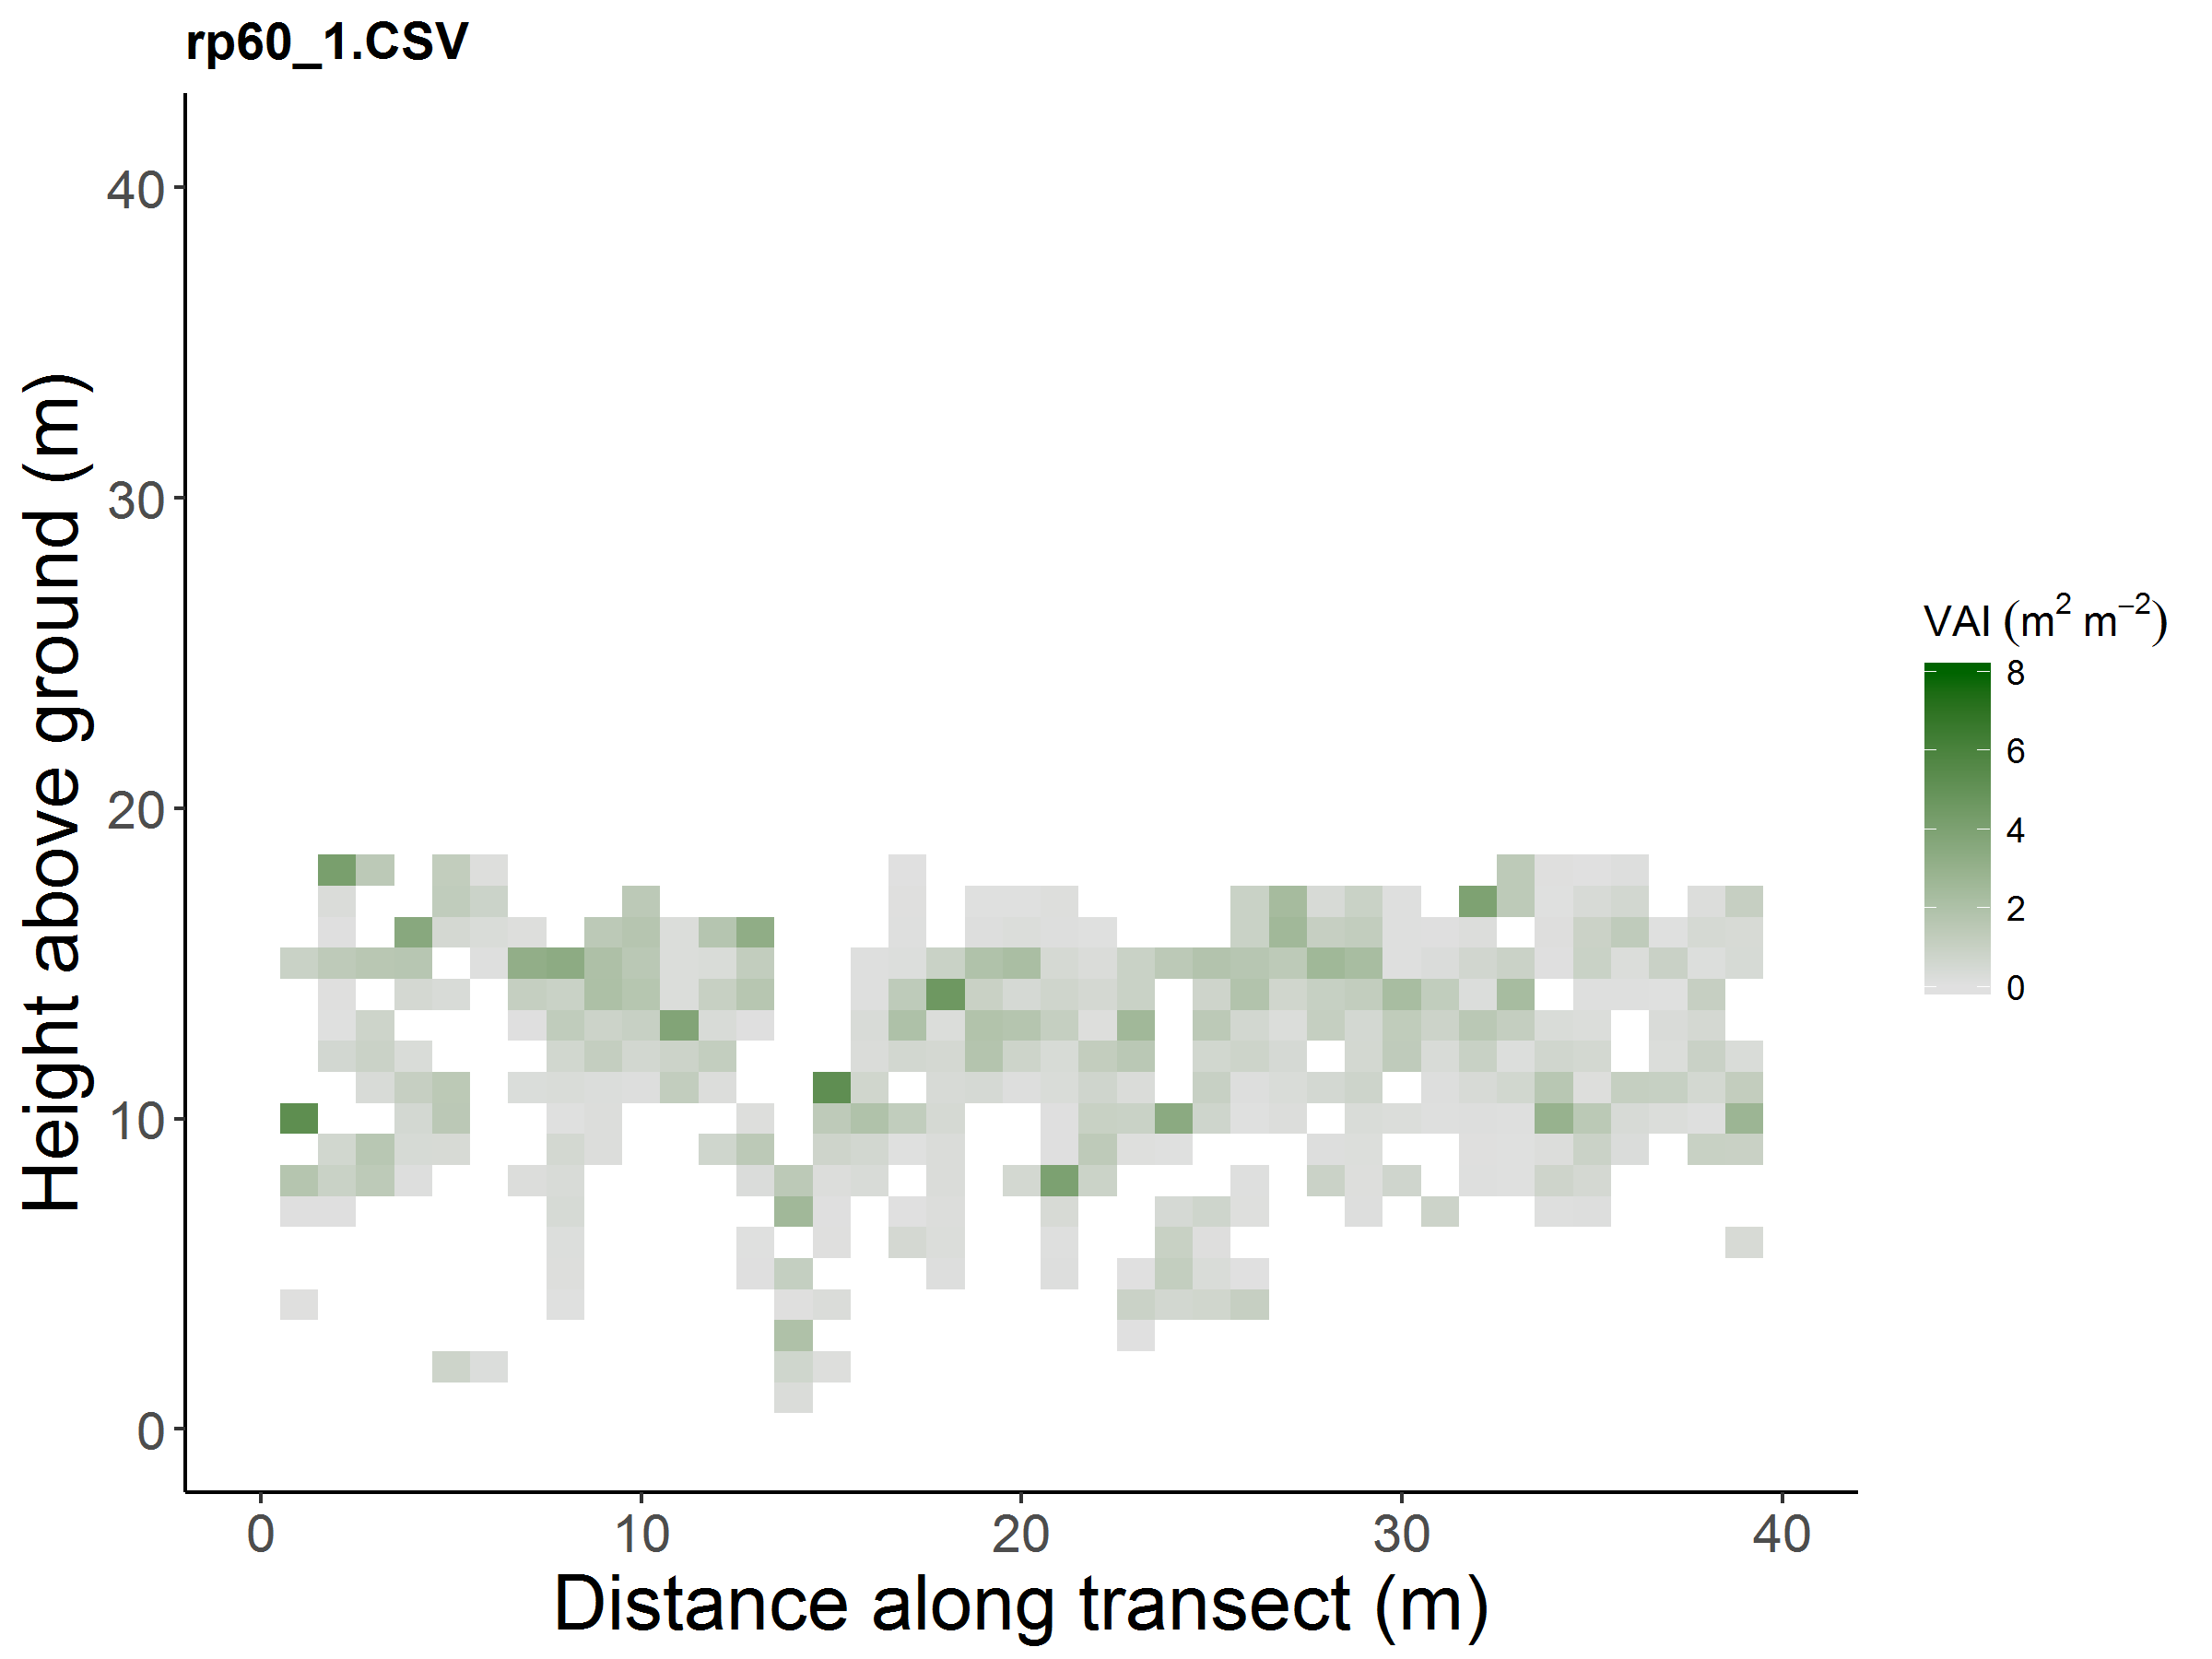 rp60_1.CSV
Height above ground (m)
40
30
20
10
0
0 10 20 30 40
Distance along transect (m)
VAI (m² m⁻²)
8
6
4
2
0